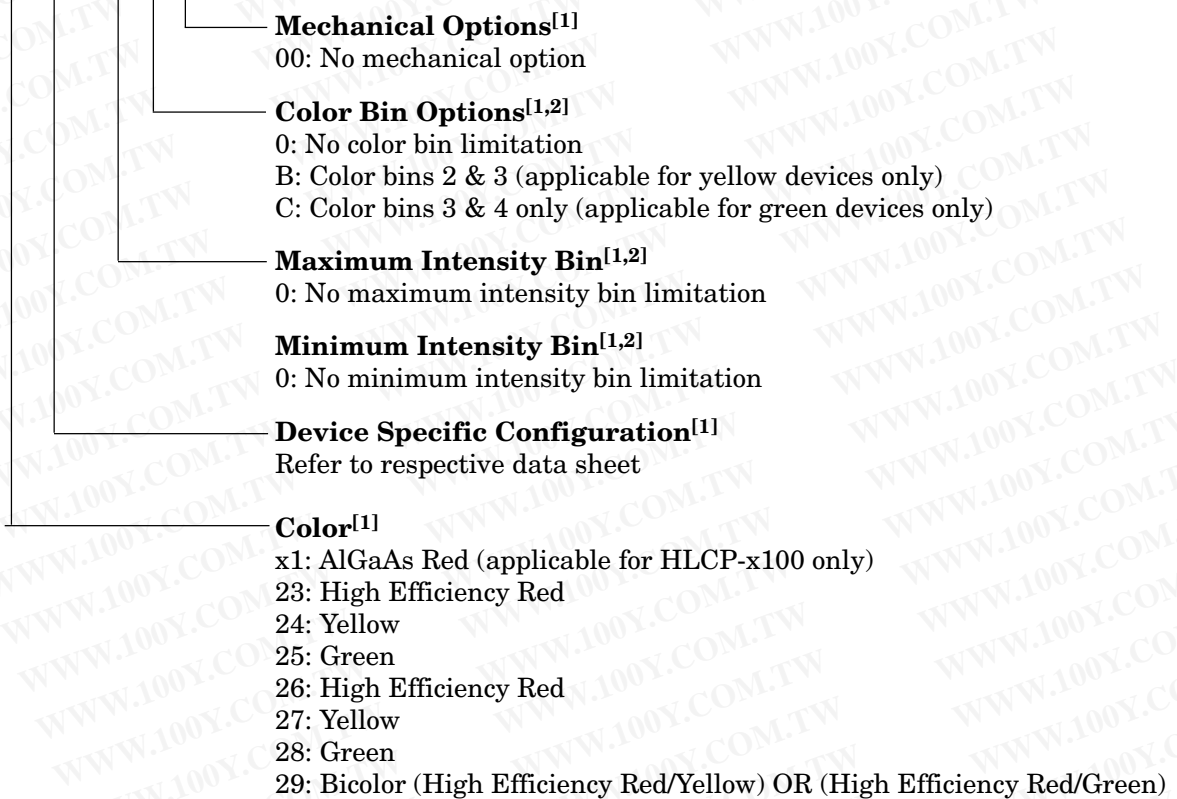 Mechanical Options[1]
00: No mechanical option
Color Bin Options[1,2]
0: No color bin limitation
B: Color bins 2 & 3 (applicable for yellow devices only)
C: Color bins 3 & 4 only (applicable for green devices only)
Maximum Intensity Bin[1,2]
0: No maximum intensity bin limitation
Minimum Intensity Bin[1,2]
0: No minimum intensity bin limitation
Device Specific Configuration[1]
Refer to respective data sheet
Color[1]
x1: AlGaAs Red (applicable for HLCP-x100 only)
23: High Efficiency Red
24: Yellow
25: Green
26: High Efficiency Red
27: Yellow
28: Green
29: Bicolor (High Efficiency Red/Yellow) OR (High Efficiency Red/Green)
WWW.100Y.COM.TW